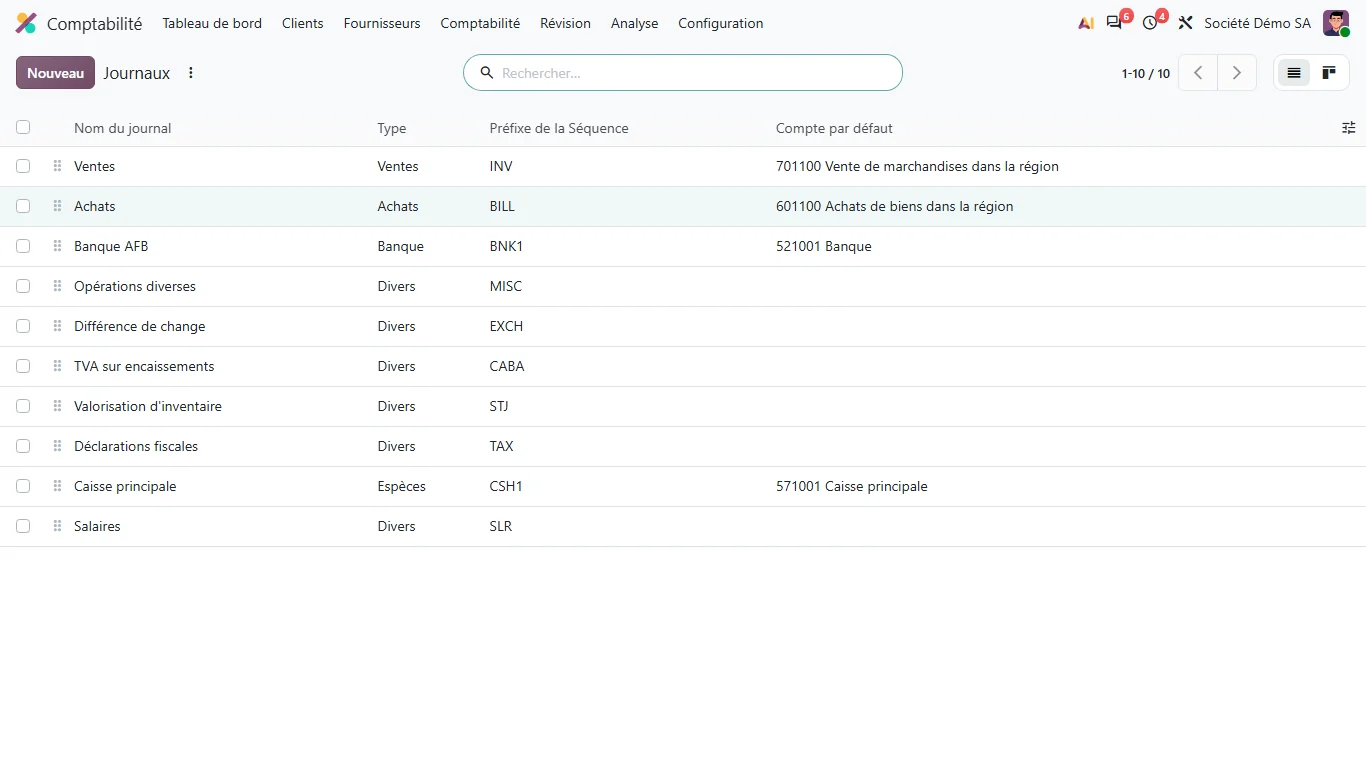 Comptabilité Tableau de bord Clients Fournisseurs Comptabilité Révision Analyse Configuration AI 6 4 Société Démo SA
Nouveau Journaux Rechercher... 1-10 / 10
Nom du journal Type Préfixe de la Séquence Compte par défaut
Ventes Ventes INV 701100 Vente de marchandises dans la région
Achats Achats BILL 601100 Achats de biens dans la région
Banque AFB Banque BNK1 521001 Banque
Opérations diverses Divers MISC
Différence de change Divers EXCH
TVA sur encaissements Divers CABA
Valorisation d'inventaire Divers STJ
Déclarations fiscales Divers TAX
Caisse principale Espèces CSH1 571001 Caisse principale
Salaires Divers SLR